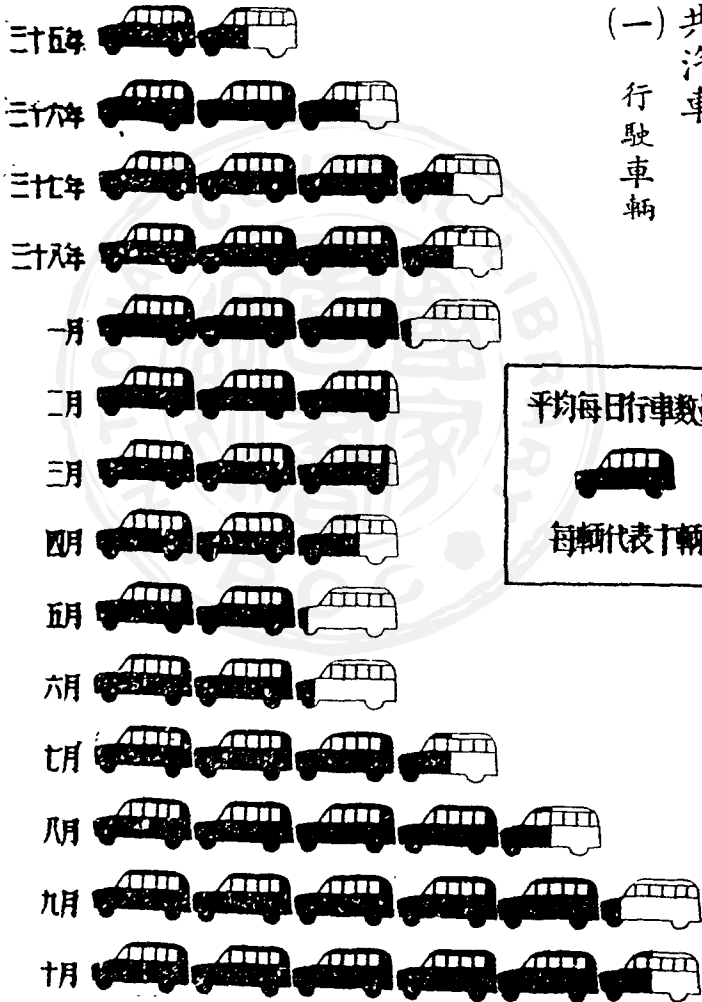 共汽車
(一) 行駛車輛
三十五年
三十六年
三十七年
三十八年
一月
二月
三月
四月
五月
六月
七月
八月
九月
十月
平均每日行車数
每輛代表十輛